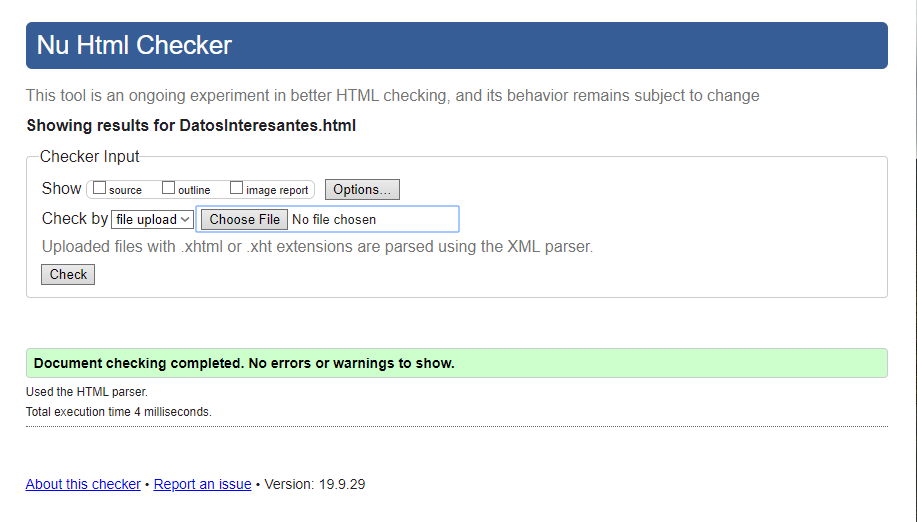 Nu Html Checker
This tool is an ongoing experiment in better HTML checking, and its behavior remains subject to change
Showing results for DatosInteresantes.html
Checker Input
Show source outline image report Options...
Check by file upload Choose File No file chosen
Uploaded files with .xhtml or .xht extensions are parsed using the XML parser.
Check
Document checking completed. No errors or warnings to show.
Used the HTML parser.
Total execution time 4 milliseconds.
About this checker • Report an issue • Version: 19.9.29